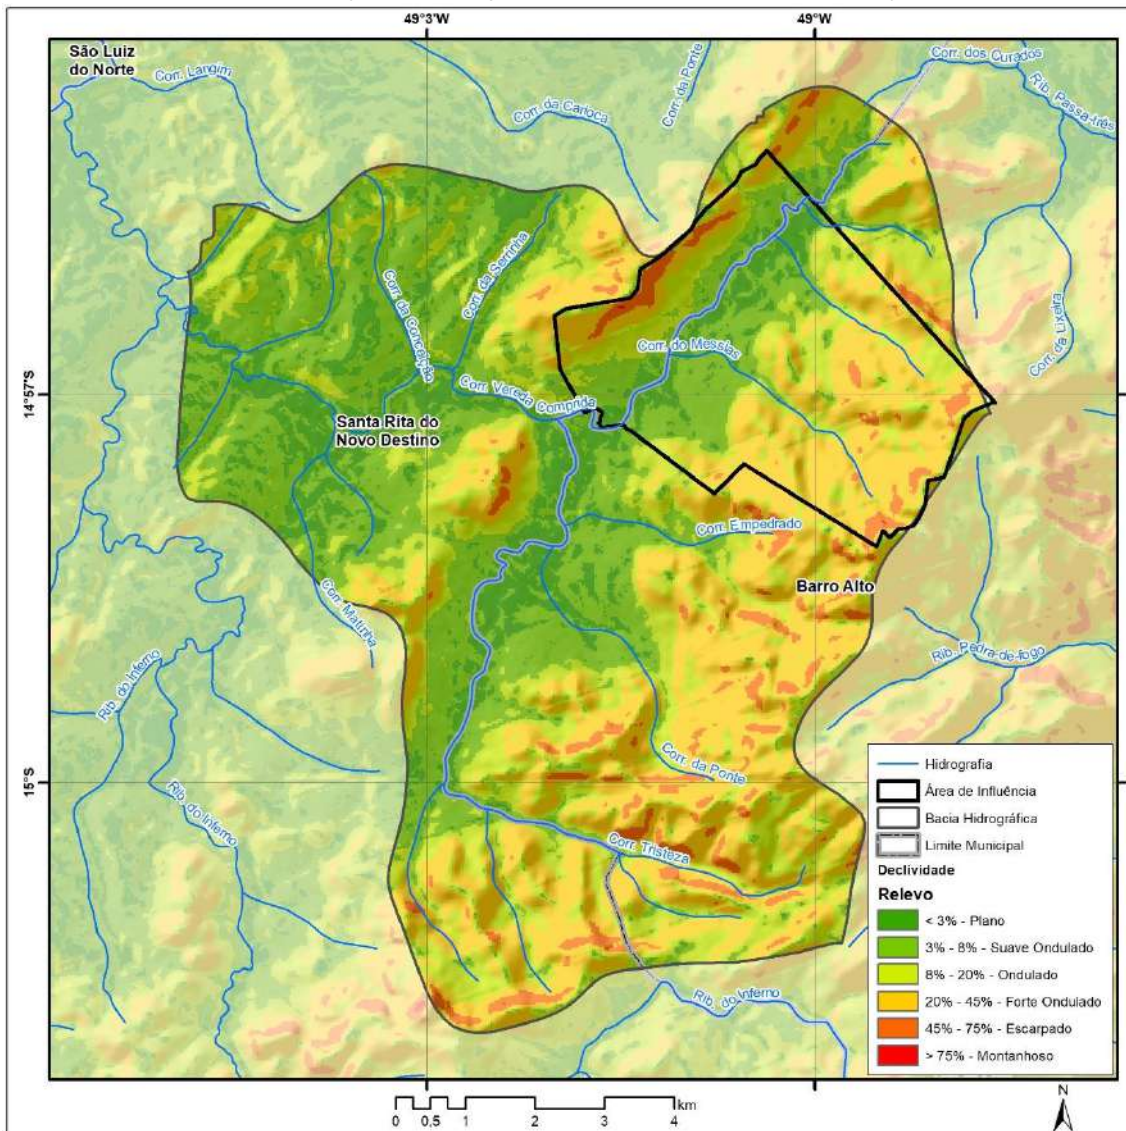 49°3'W
49°W
São Luiz
do Norte
Corr. Langim
Corr. da Carioca
Corr. da Ponte
Corr. dos Curados
Rib. Passa-três
Corr. da Serrinha
Corr. da Conceição
Corr. da Lixeira
Corr. do Messias
14°57'S
Corr. Vereda Comprida
Santa Rita do
Novo Destino
Corr. Empedrado
Barro Alto
Corr. Matinha
Rib. do Inferno
Rib. Pedra-de-fogo
Corr. da Ponte
15°S
Rib. do Inferno
Corr. Tristeza
Rib. do Inferno
Hidrografia
Área de Influência
Bacia Hidrográfica
Limite Municipal
Declividade
Relevo
< 3% - Plano
3% - 8% - Suave Ondulado
8% - 20% - Ondulado
20% - 45% - Forte Ondulado
45% - 75% - Escarpado
> 75% - Montanhoso
km
0 0,5 1 2 3 4
N